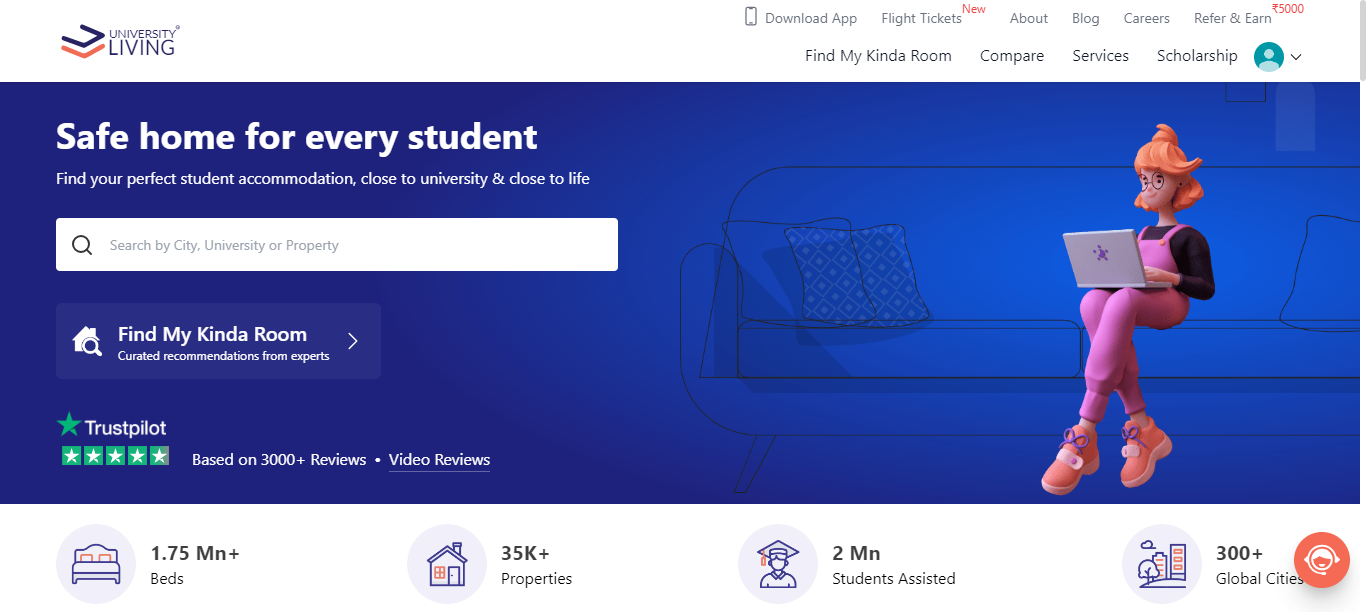 UNIVERSITY®
LIVING
Download App
Flight Tickets New
About
Blog
Careers
Refer & Earn ₹5000
Find My Kinda Room
Compare
Services
Scholarship
Safe home for every student
Find your perfect student accommodation, close to university & close to life
Search by City, University or Property
Find My Kinda Room
Curated recommendations from experts
Trustpilot
Based on 3000+ Reviews • Video Reviews
1.75 Mn+
Beds
35K+
Properties
2 Mn
Students Assisted
300+
Global Cities